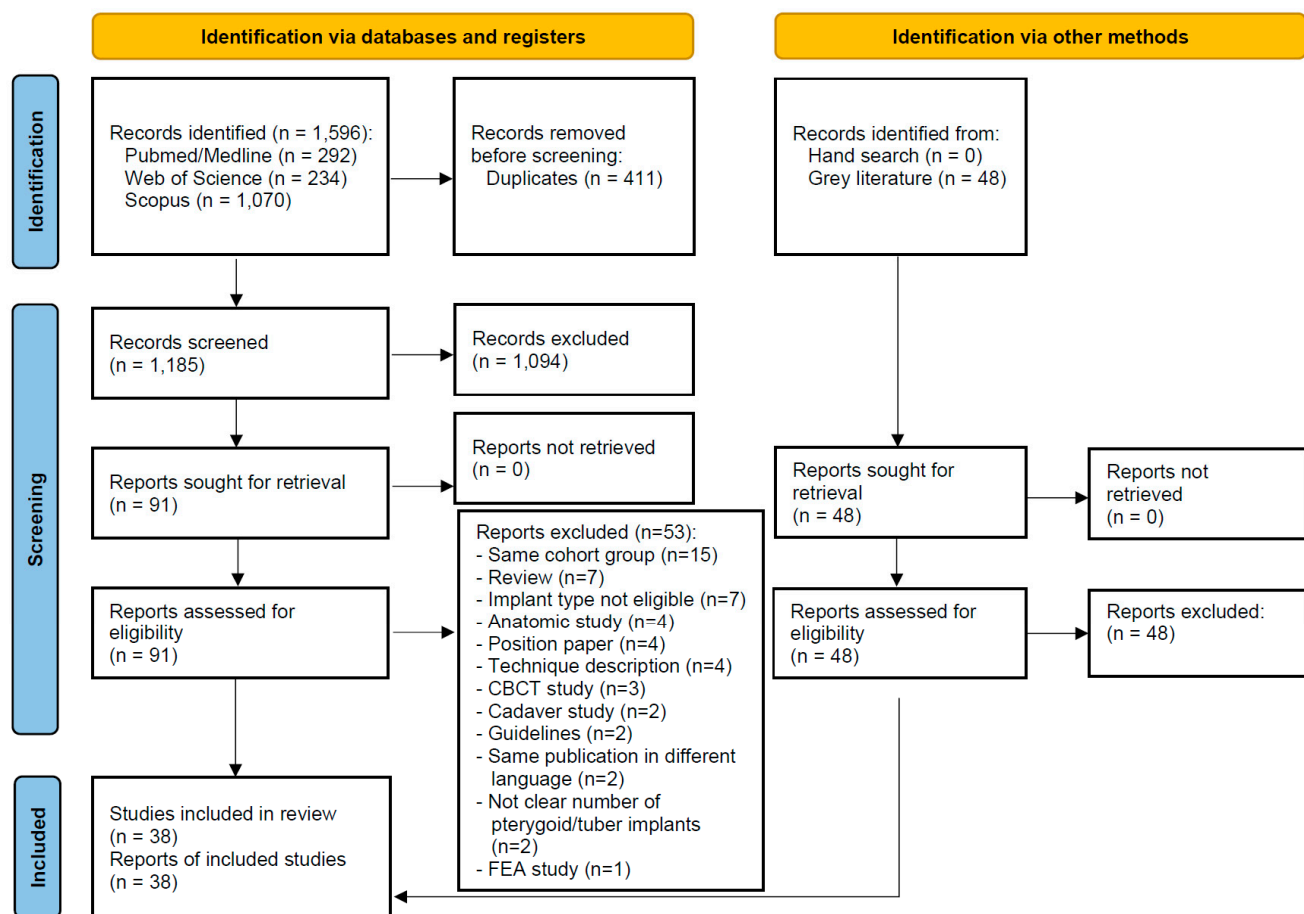 Identification via databases and registers
Identification via other methods
Identification
Records identified (n = 1,596):
Pubmed/Medline (n = 292)
Web of Science (n = 234)
Scopus (n = 1,070)
Records removed
before screening:
Duplicates (n = 411)
Records identified from:
Hand search (n = 0)
Grey literature (n = 48)
Screening
Records screened
(n = 1,185)
Records excluded
(n = 1,094)
Reports sought for retrieval
(n = 91)
Reports not retrieved
(n = 0)
Reports sought for
retrieval
(n = 48)
Reports not
retrieved
(n = 0)
Reports assessed for
eligibility
(n = 91)
Reports excluded (n=53):
- Same cohort group (n=15)
- Review (n=7)
- Implant type not eligible (n=7)
- Anatomic study (n=4)
- Position paper (n=4)
- Technique description (n=4)
- CBCT study (n=3)
- Cadaver study (n=2)
- Guidelines (n=2)
- Same publication in different
language (n=2)
- Not clear number of
pterygoid/tuber implants
(n=2)
- FEA study (n=1)
Reports assessed for
eligibility
(n = 48)
Reports excluded:
(n = 48)
Included
Studies included in review
(n = 38)
Reports of included studies
(n = 38)